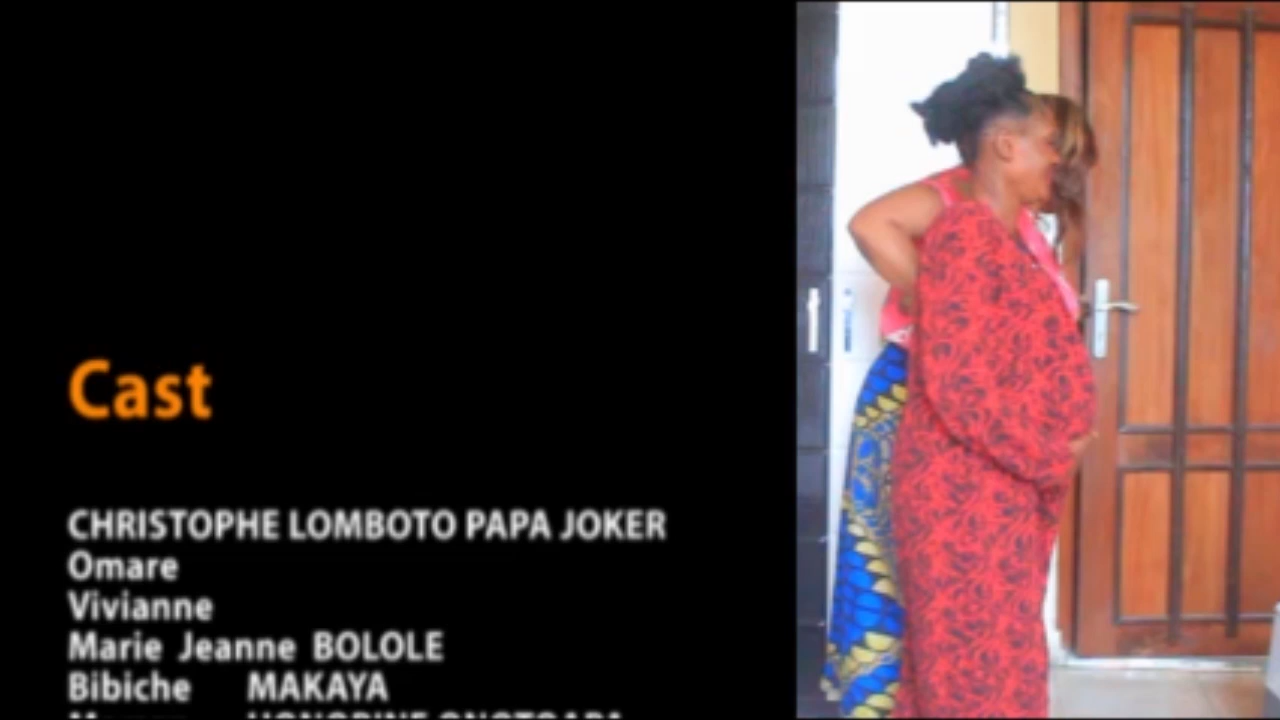 Cast
CHRISTOPHE LOMBOTO PAPA JOKER
Omare
Vivianne
Marie Jeanne BOLOLE
Bibiche MAKAYA